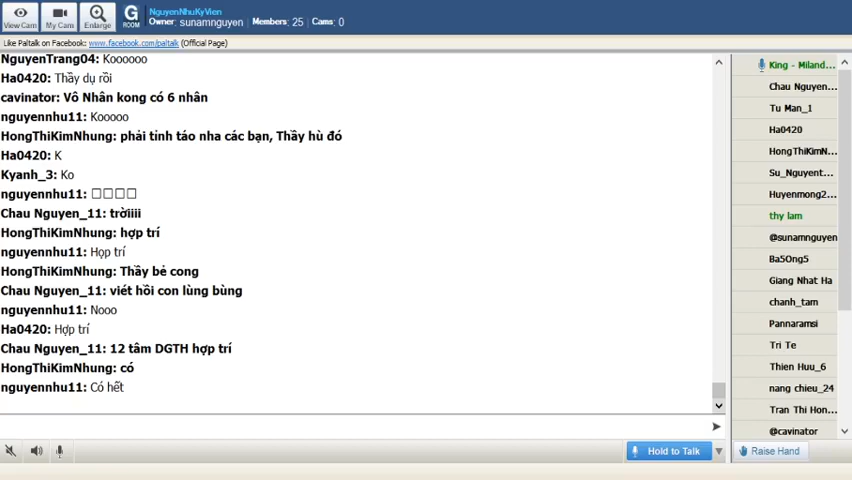 View Cam
My Cam
Enlarge
G
ROOM
NguyenNhuKyVien
Owner: sunamnguyen Members: 25 Cams: 0
Like Paltalk on Facebook: www.facebook.com/paltalk (Official Page)
NguyenTrang04: Koooooo
Ha0420: Thầy dụ rồi
cavinator: Vô Nhân kong có 6 nhân
nguyennhu11: Kooooo
HongThiKimNhung: phải tỉnh táo nha các bạn, Thầy hù đó
Ha0420: K
Kyanh_3: Ko
nguyennhu11:
Chau Nguyen_11: trờiiii
HongThiKimNhung: hợp trí
nguyennhu11: Họp trí
HongThiKimNhung: Thầy bẻ cong
Chau Nguyen_11: viét hồi con lùng bùng
nguyennhu11: Nooo
Ha0420: Hợp trí
Chau Nguyen_11: 12 tâm DGTH hợp trí
HongThiKimNhung: có
nguyennhu11: Có hết
King - Miland...
Chau Nguyen...
Tu Man_1
Ha0420
HongThiKimN...
Su_Nguyent...
Huyenmong2...
thy lam
@sunamnguyen
Ba5Ong5
Giang Nhat Ha
chanh_tam
Pannaramsi
Tri Te
Thien Huu_6
nang chieu_24
Tran Thi Hon...
@cavinator
Hold to Talk
Raise Hand